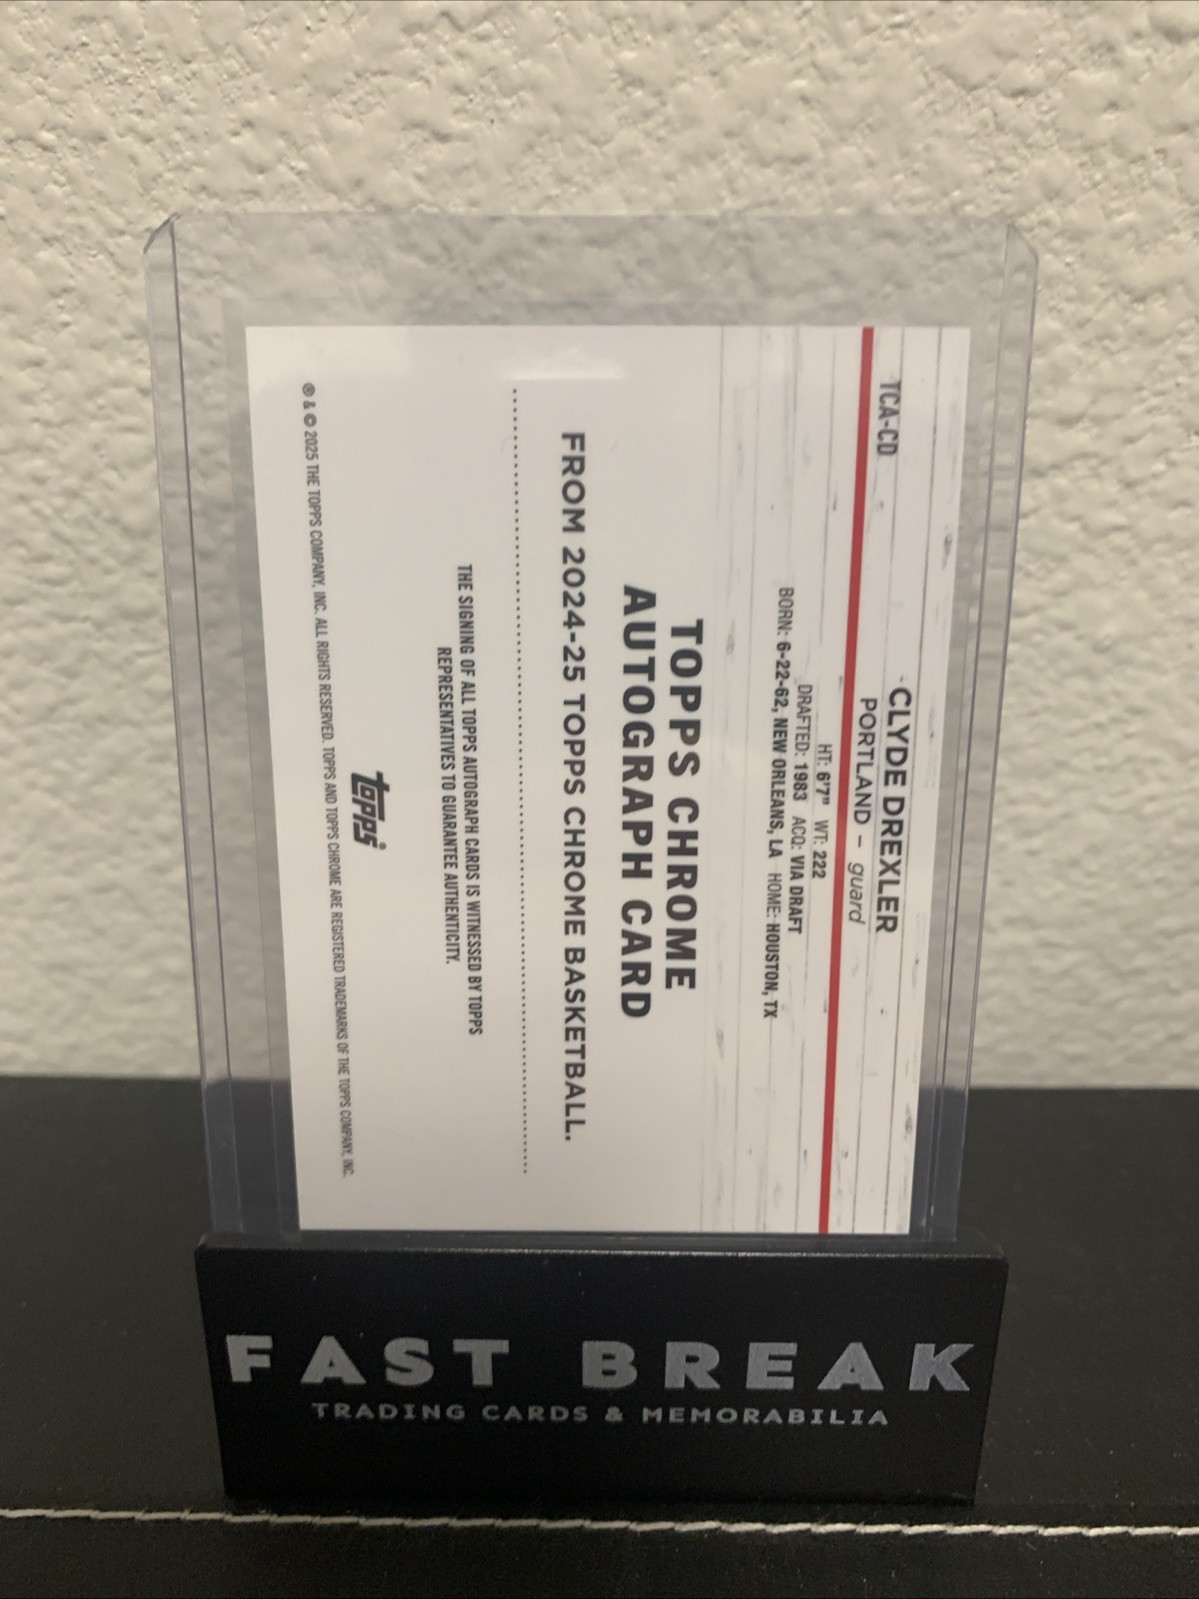 TCA-CD
CLYDE DREXLER
PORTLAND – guard
HT: 6'7" WT: 222
DRAFTED: 1983 ACQ: VIA DRAFT
BORN: 6-22-62, NEW ORLEANS, LA HOME: HOUSTON, TX
TOPPS CHROME
AUTOGRAPH CARD
FROM 2024-25 TOPPS CHROME BASKETBALL.
THE SIGNING OF ALL TOPPS AUTOGRAPH CARDS IS WITNESSED BY TOPPS
REPRESENTATIVES TO GUARANTEE AUTHENTICITY.
topps®
® & © 2025 THE TOPPS COMPANY, INC. ALL RIGHTS RESERVED. TOPPS AND TOPPS CHROME ARE REGISTERED TRADEMARKS OF THE TOPPS COMPANY, INC.
FAST BREAK
TRADING CARDS & MEMORABILIA